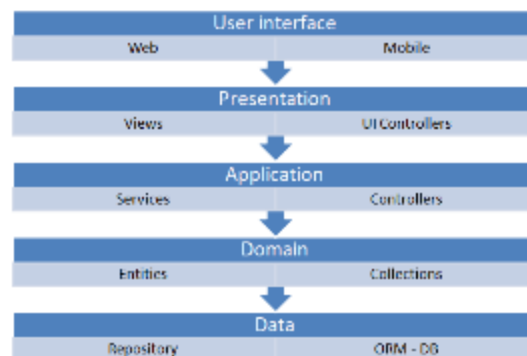 User interface
Web Mobile
Presentation
Views UI Controllers
Application
Services Controllers
Domain
Entities Collections
Data
Repository ORM - DB